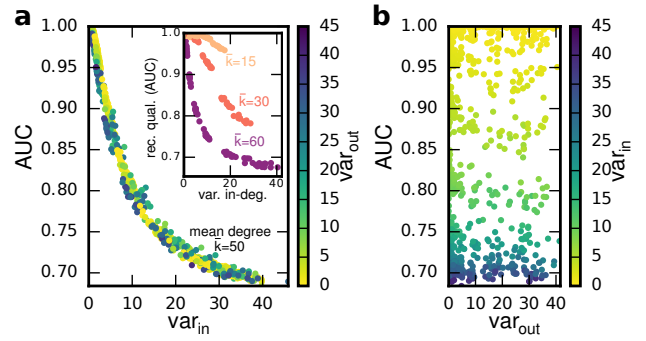 a
AUC
1.00
0.95
0.90
0.85
0.80
0.75
0.70
0 10 20 30 40
var_in
mean degree
k̄=50
rec. qual. (AUC)
1.0
0.9
0.8
0.7
0 20 40
var. in-deg.
k̄=15
k̄=30
k̄=60
45
40
35
30
25
20
15
10
5
0
var_out
b
AUC
1.00
0.95
0.90
0.85
0.80
0.75
0.70
0 10 20 30 40
var_out
45
40
35
30
25
20
15
10
5
0
var_in